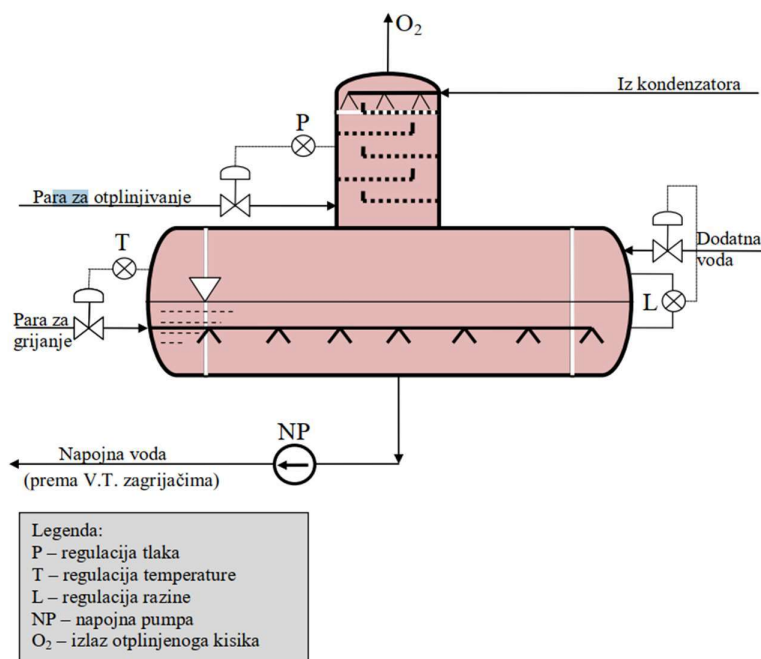 O₂
Iz kondenzatora
P
Para za otplinjivanje
T
Dodatna
voda
L
Para za
grijanje
NP
Napojna voda
(prema V.T. zagrijačima)
Legenda:
P – regulacija tlaka
T – regulacija temperature
L – regulacija razine
NP – napojna pumpa
O₂ – izlaz otplinjenoga kisika